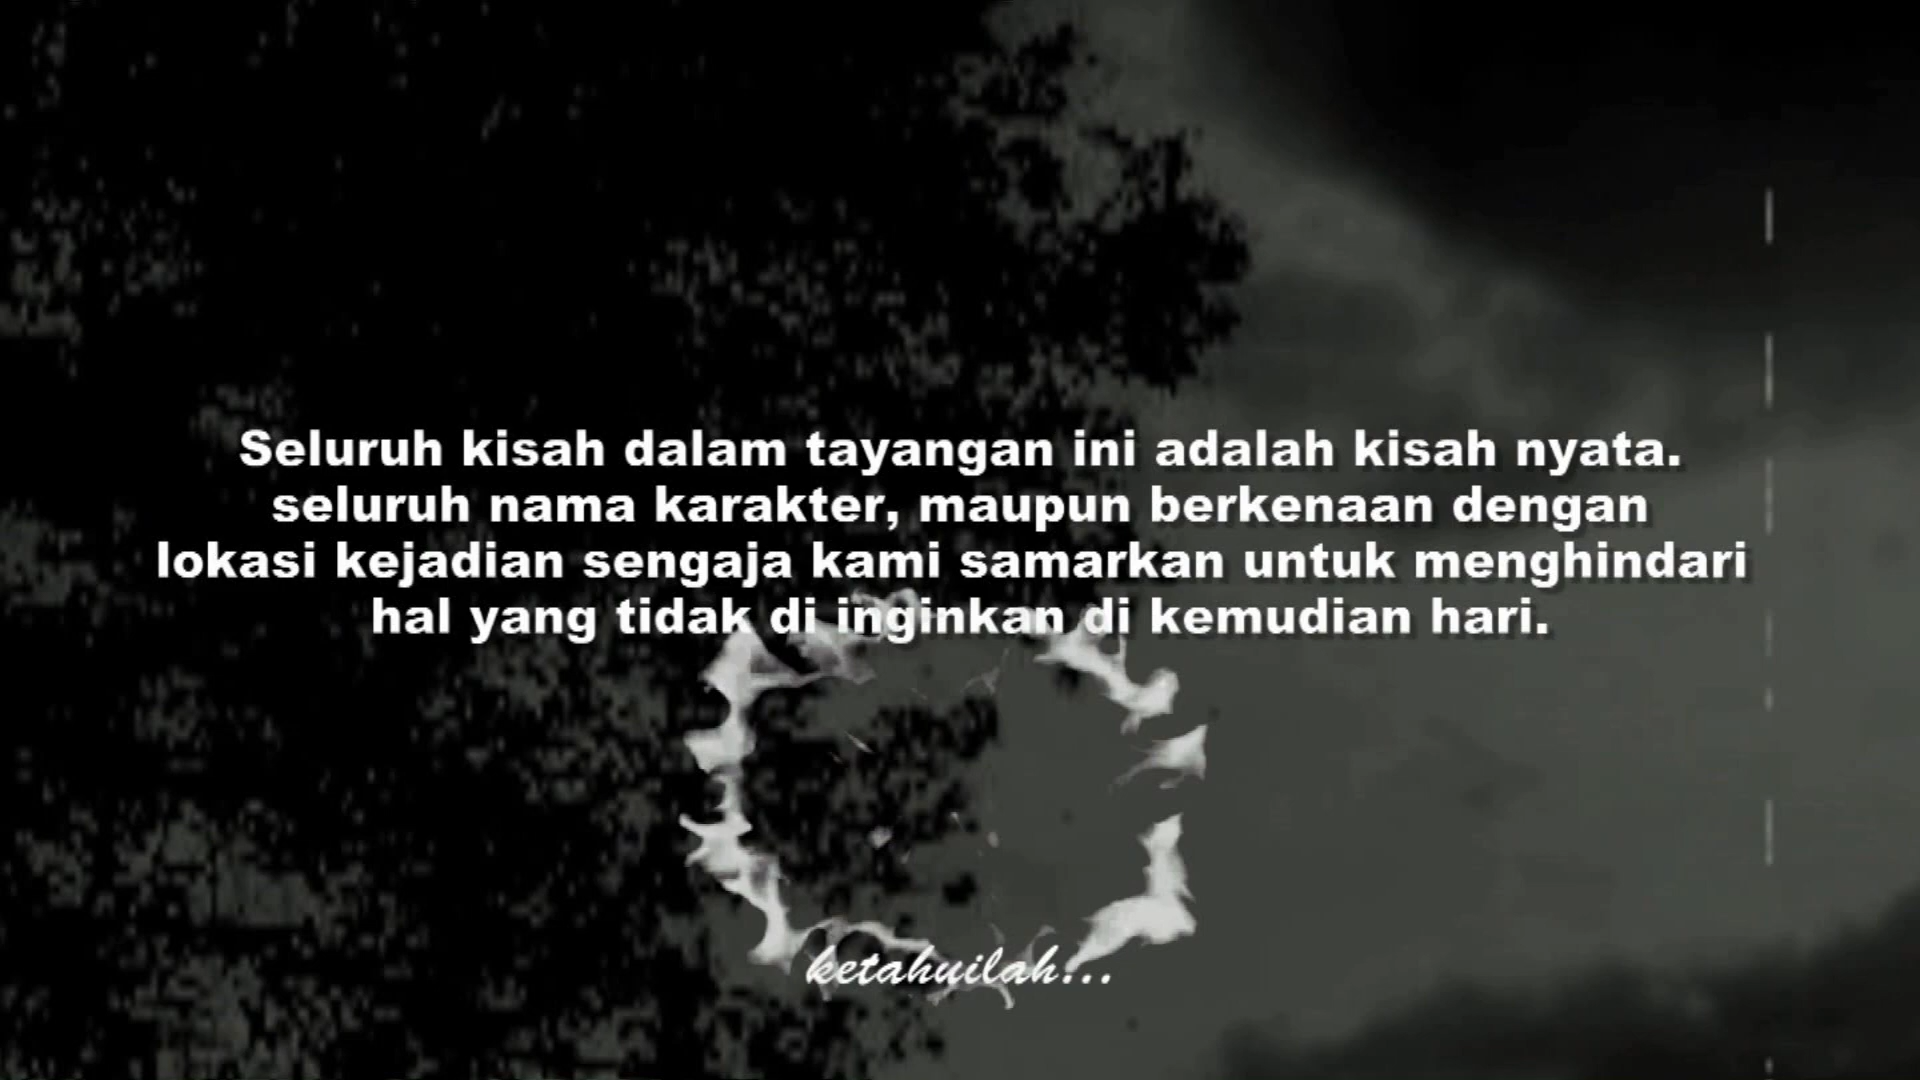 Seluruh kisah dalam tayangan ini adalah kisah nyata.
seluruh nama karakter, maupun berkenaan dengan
lokasi kejadian sengaja kami samarkan untuk menghindari
hal yang tidak di inginkan di kemudian hari.
ketahuilah...